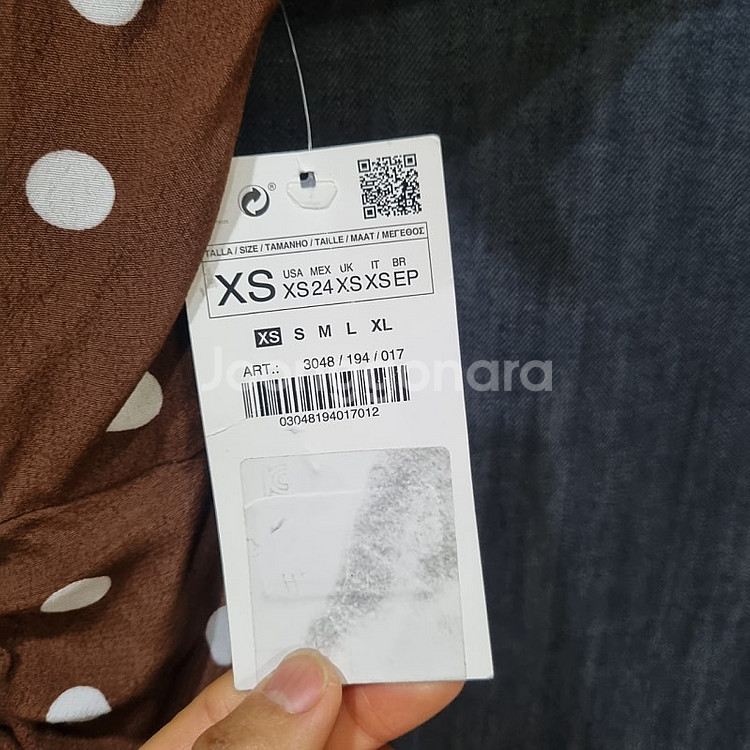 ®
TALLA / SIZE / TAMANHO / TAILLE / MAAT / ΜΕΓΕΘΟΣ
XS
USA MEX UK IT BR
XS 24 XS XS EP
XS S M L XL
ART.: 3048 / 194 / 017
Joonggonara
03048194017012